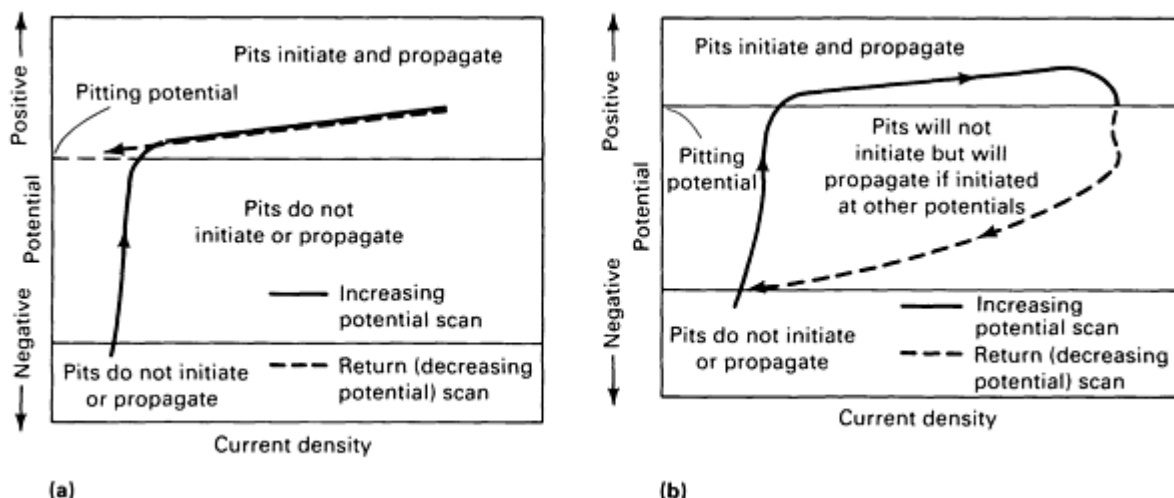 Pits initiate and propagate
Pitting potential
Pits do not
initiate or propagate
Increasing
potential scan
Return (decreasing
potential) scan
Pits do not initiate
or propagate
Positive
Potential
Negative
Current density
(a)
Pits initiate and propagate
Pitting
potential
Pits will not
initiate but will
propagate if initiated
at other potentials
Increasing
potential scan
Return (decreasing
potential) scan
Pits do not initiate
or propagate
Positive
Potential
Negative
Current density
(b)